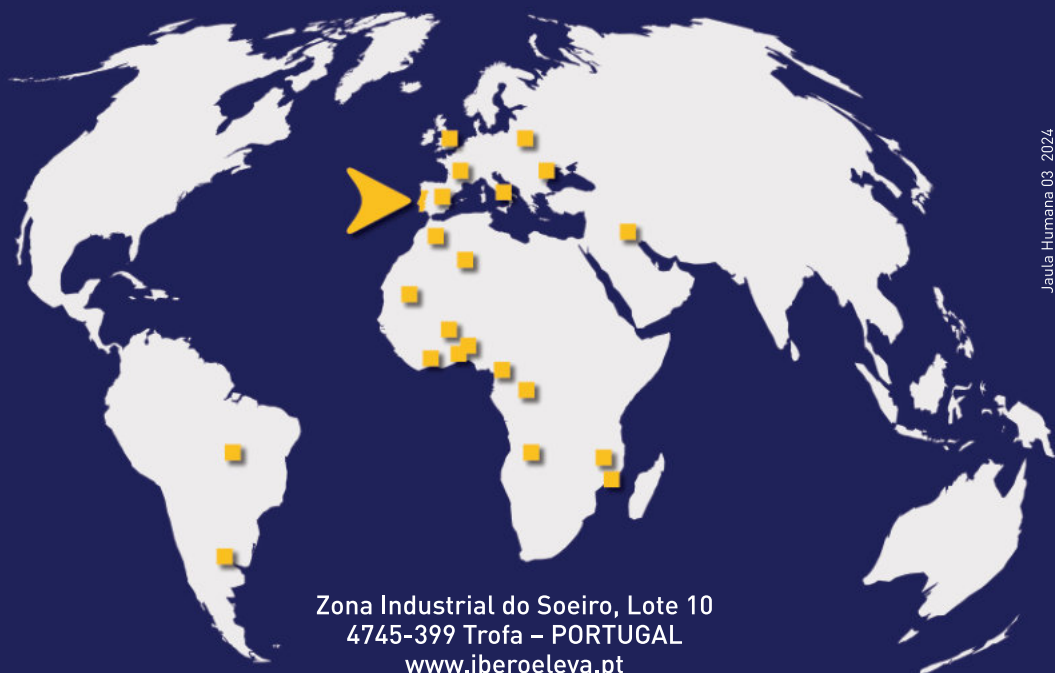 Jaula Humana 03 2024
Zona Industrial do Soeiro, Lote 10
4745-399 Trofa – PORTUGAL
www.iberoeleva.pt